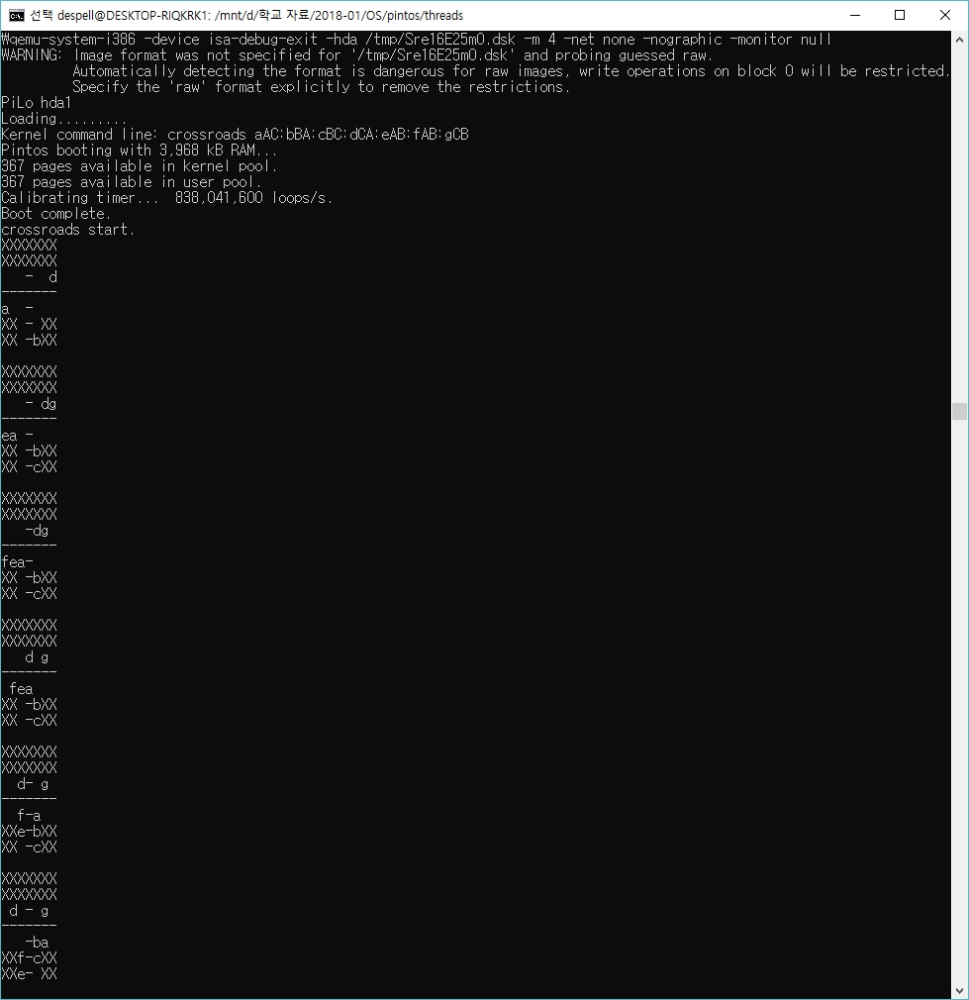 선택 despell@DESKTOP-RIQKRK1: /mnt/d/학교 자료/2018-01/OS/pintos/threads
₩qemu-system-i386 -device isa-debug-exit -hda /tmp/Sre16E25m0.dsk -m 4 -net none -nographic -monitor null
WARNING: Image format was not specified for '/tmp/Sre16E25m0.dsk' and probing guessed raw.
         Automatically detecting the format is dangerous for raw images, write operations on block 0 will be restricted.
         Specify the 'raw' format explicitly to remove the restrictions.
PiLo hda1
Loading.........
Kernel command line: crossroads aAC:bBA:cBC:dCA:eAB:fAB:gCB
Pintos booting with 3,968 kB RAM...
367 pages available in kernel pool.
367 pages available in user pool.
Calibrating timer...  838,041,600 loops/s.
Boot complete.
crossroads start.
XXXXXXX
XXXXXXX
   -  d
-------
a  -
XX - XX
XX -bXX

XXXXXXX
XXXXXXX
   - dg
-------
ea -
XX -bXX
XX -cXX

XXXXXXX
XXXXXXX
   -dg
-------
fea-
XX -bXX
XX -cXX

XXXXXXX
XXXXXXX
   d g
-------
 fea
XX -bXX
XX -cXX

XXXXXXX
XXXXXXX
  d- g
-------
  f-a
XXe-bXX
XX -cXX

XXXXXXX
XXXXXXX
 d - g
-------
   -ba
XXf-cXX
XXe- XX